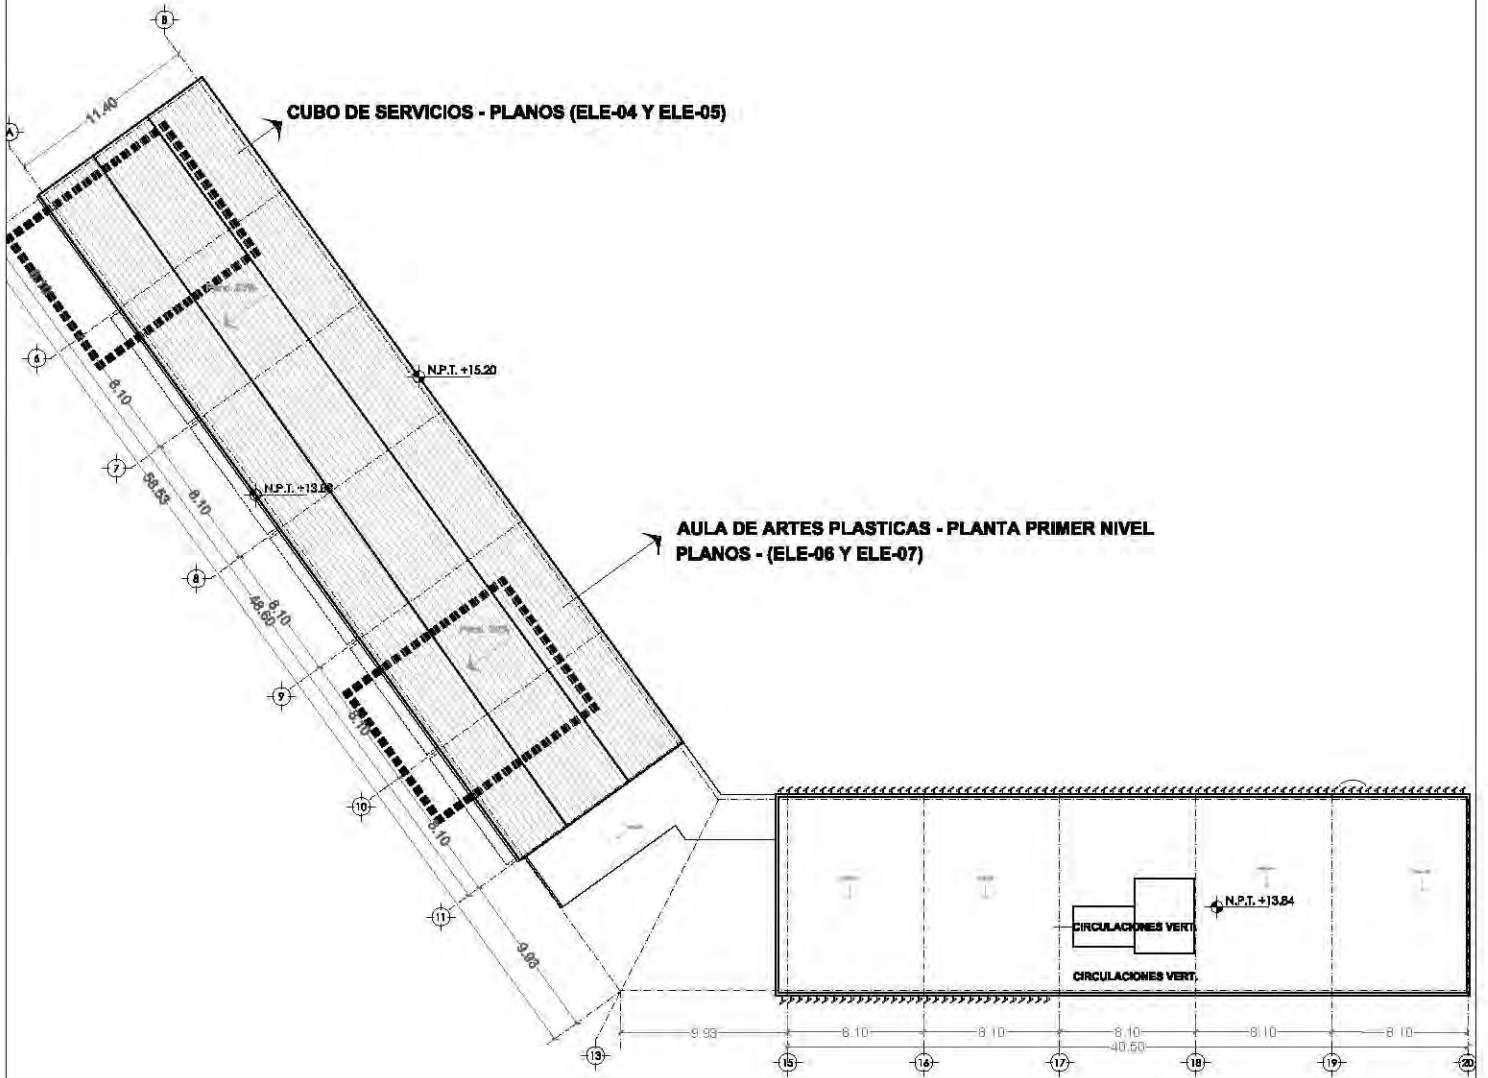 B
11.40
A
CUBO DE SERVICIOS - PLANOS (ELE-04 Y ELE-05)
6
N.P.T. +15.20
8.10
7
58.53
8.10
N.P.T. +13.
AULA DE ARTES PLASTICAS - PLANTA PRIMER NIVEL
PLANOS - (ELE-06 Y ELE-07)
8
8.10
48.60
9
8.10
10
8.10
11
9.93
N.P.T. +13.84
CIRCULACIONES VERT.
CIRCULACIONES VERT.
9.93
8.10
8.10
8.10
8.10
8.10
40.50
13
15
16
17
18
19
20